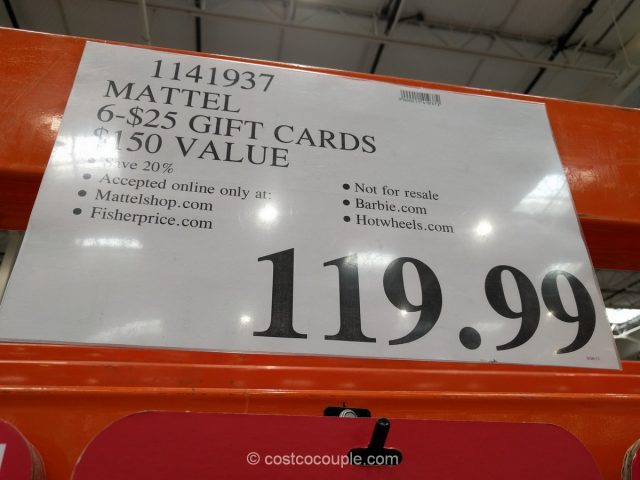 1141937
MATTEL
6-$25 GIFT CARDS
$150 VALUE
• Save 20%
• Accepted online only at:
• Mattelshop.com
• Fisherprice.com
• Not for resale
• Barbie.com
• Hotwheels.com
119.99
© costcocouple.com